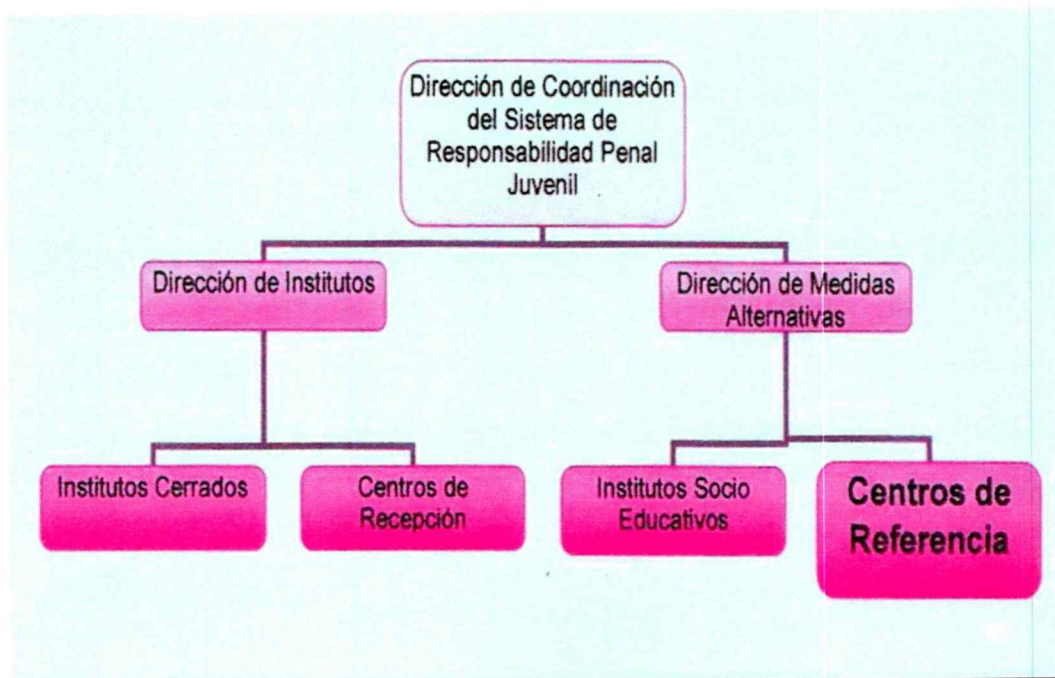 Dirección de Coordinación
del Sistema de
Responsabilidad Penal
Juvenil
Dirección de Institutos
Dirección de Medidas
Alternativas
Institutos Cerrados
Centros de
Recepción
Institutos Socio
Educativos
Centros de
Referencia